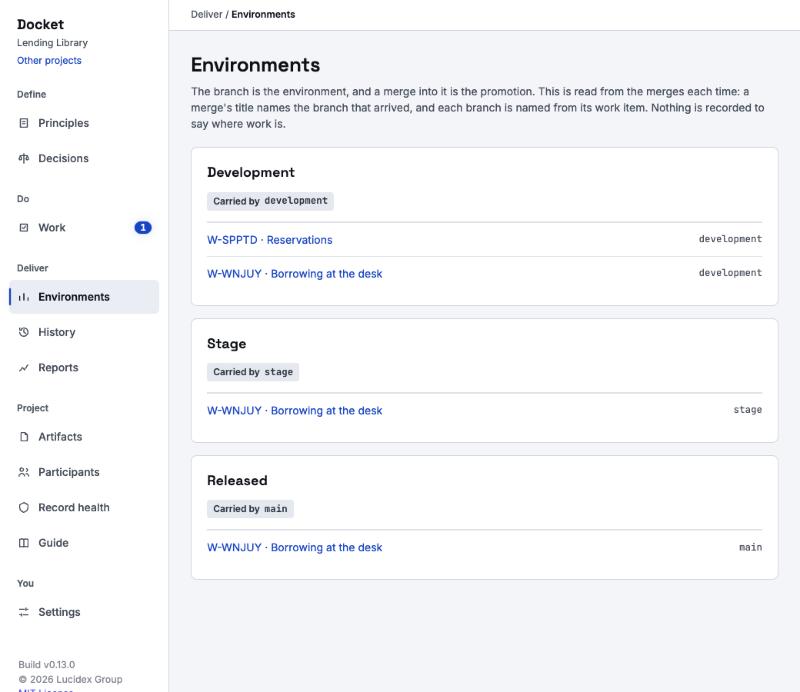 Docket
Lending Library
Other projects
Define
Principles
Decisions
Do
Work 1
Deliver
Environments
History
Reports
Project
Artifacts
Participants
Record health
Guide
You
Settings
Build v0.13.0
© 2026 Lucidex Group
MIT License
Deliver / Environments
Environments
The branch is the environment, and a merge into it is the promotion. This is read from the merges each time: a
merge's title names the branch that arrived, and each branch is named from its work item. Nothing is recorded to
say where work is.
Development
Carried by development
W-SPPTD · Reservations development
W-WNJUY · Borrowing at the desk development
Stage
Carried by stage
W-WNJUY · Borrowing at the desk stage
Released
Carried by main
W-WNJUY · Borrowing at the desk main